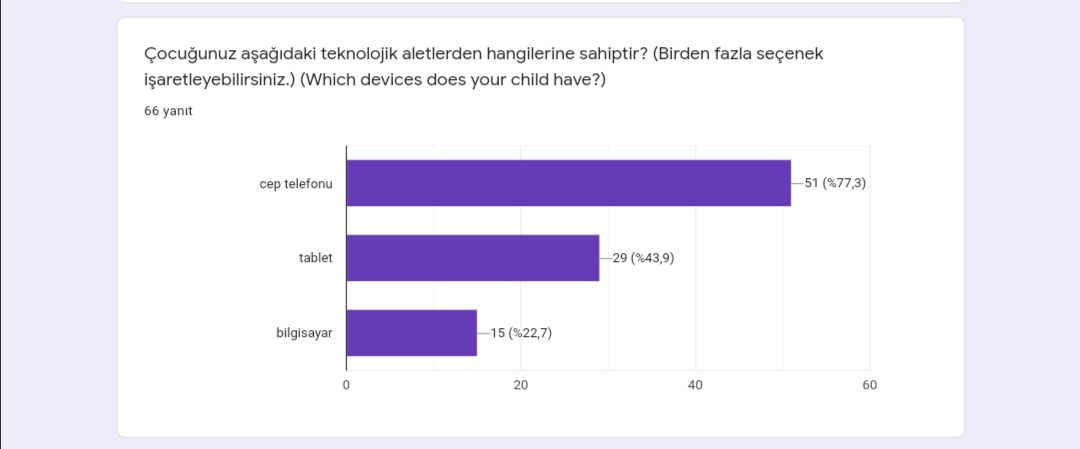 Çocuğunuz aşağıdaki teknolojik aletlerden hangilerine sahiptir? (Birden fazla seçenek
işaretleyebilirsiniz.) (Which devices does your child have?)
66 yanıt
cep telefonu
51 (%77,3)
tablet
29 (%43,9)
bilgisayar
15 (%22,7)
0 20 40 60